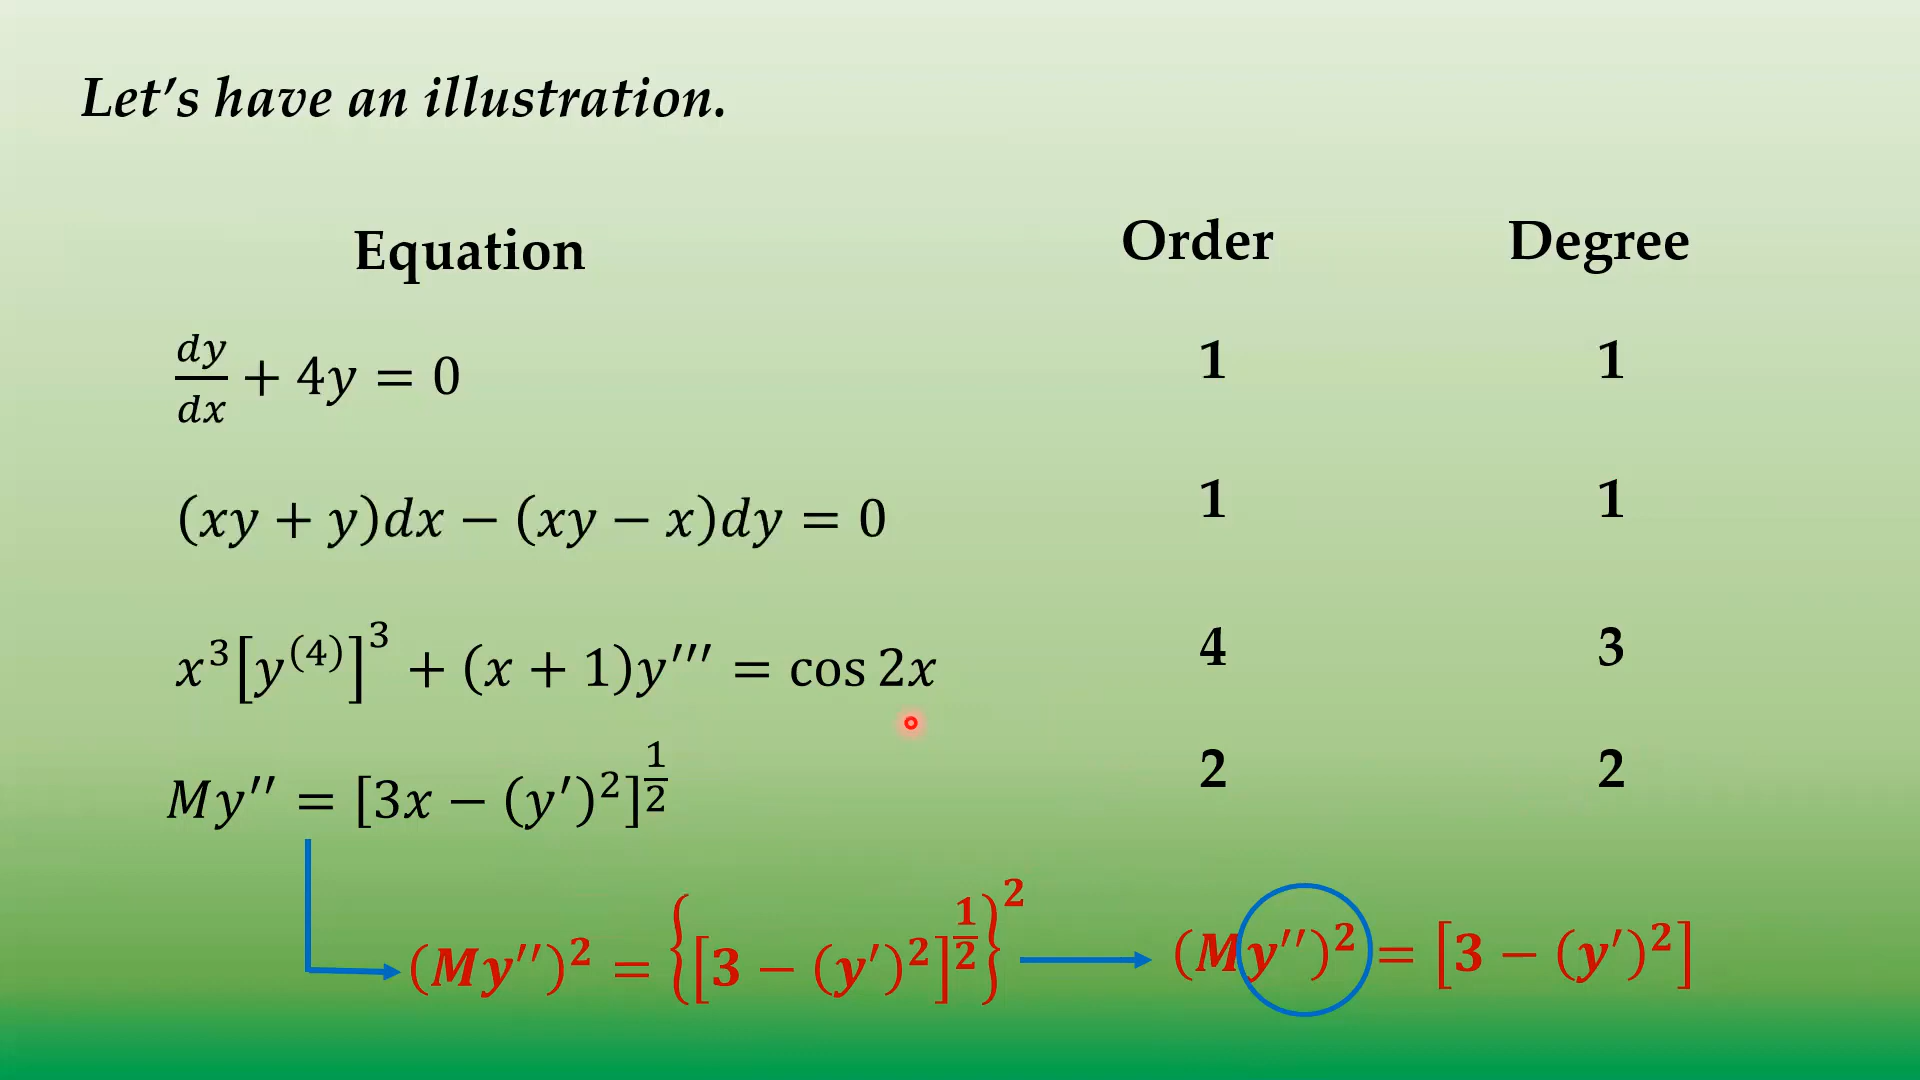 Let's have an illustration.
Equation Order Degree
dy/dx + 4y = 0 1 1
(xy + y)dx − (xy − x)dy = 0 1 1
x³[y⁽⁴⁾]³ + (x + 1)y′′′ = cos 2x 4 3
My′′ = [3x − (y′)²]^(1/2) 2 2
(My′′)² = {[3 − (y′)²]^(1/2)}² (My′′)² = [3 − (y′)²]